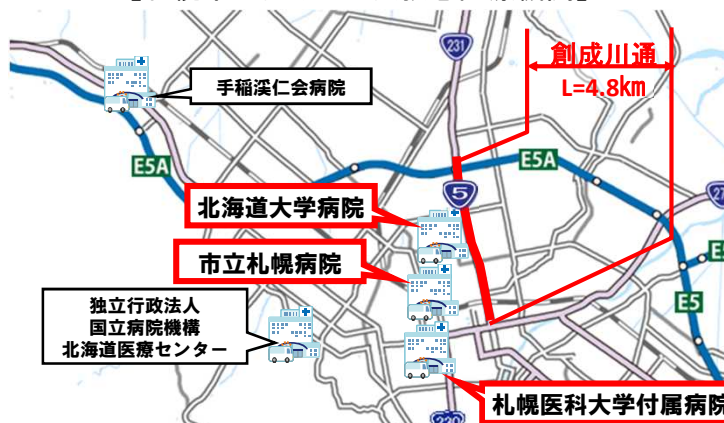 231
創成川通
L=4.8km
手稲渓仁会病院
E5A
E5A
5
北海道大学病院
市立札幌病院
独立行政法人
国立病院機構
北海道医療センター
E5
札幌医科大学付属病院